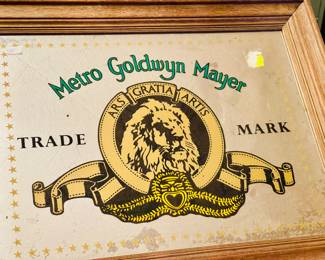 Metro Goldwyn Mayer
ARS GRATIA ARTIS
TRADE MARK